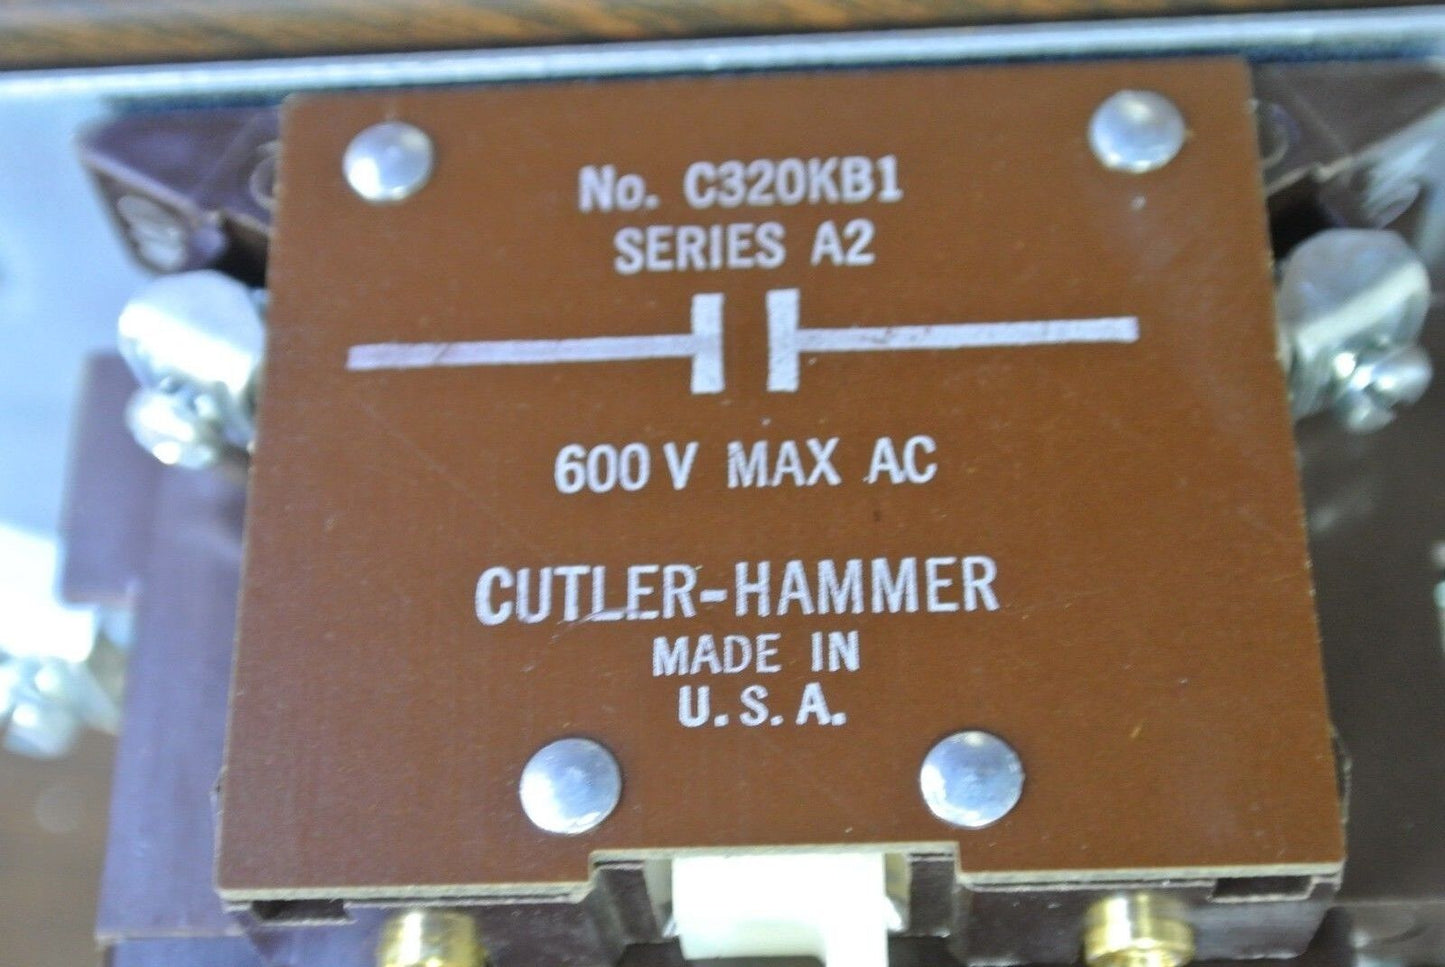 No. C320KB1
SERIES A2
600 V MAX AC
CUTLER-HAMMER
MADE IN
U.S.A.